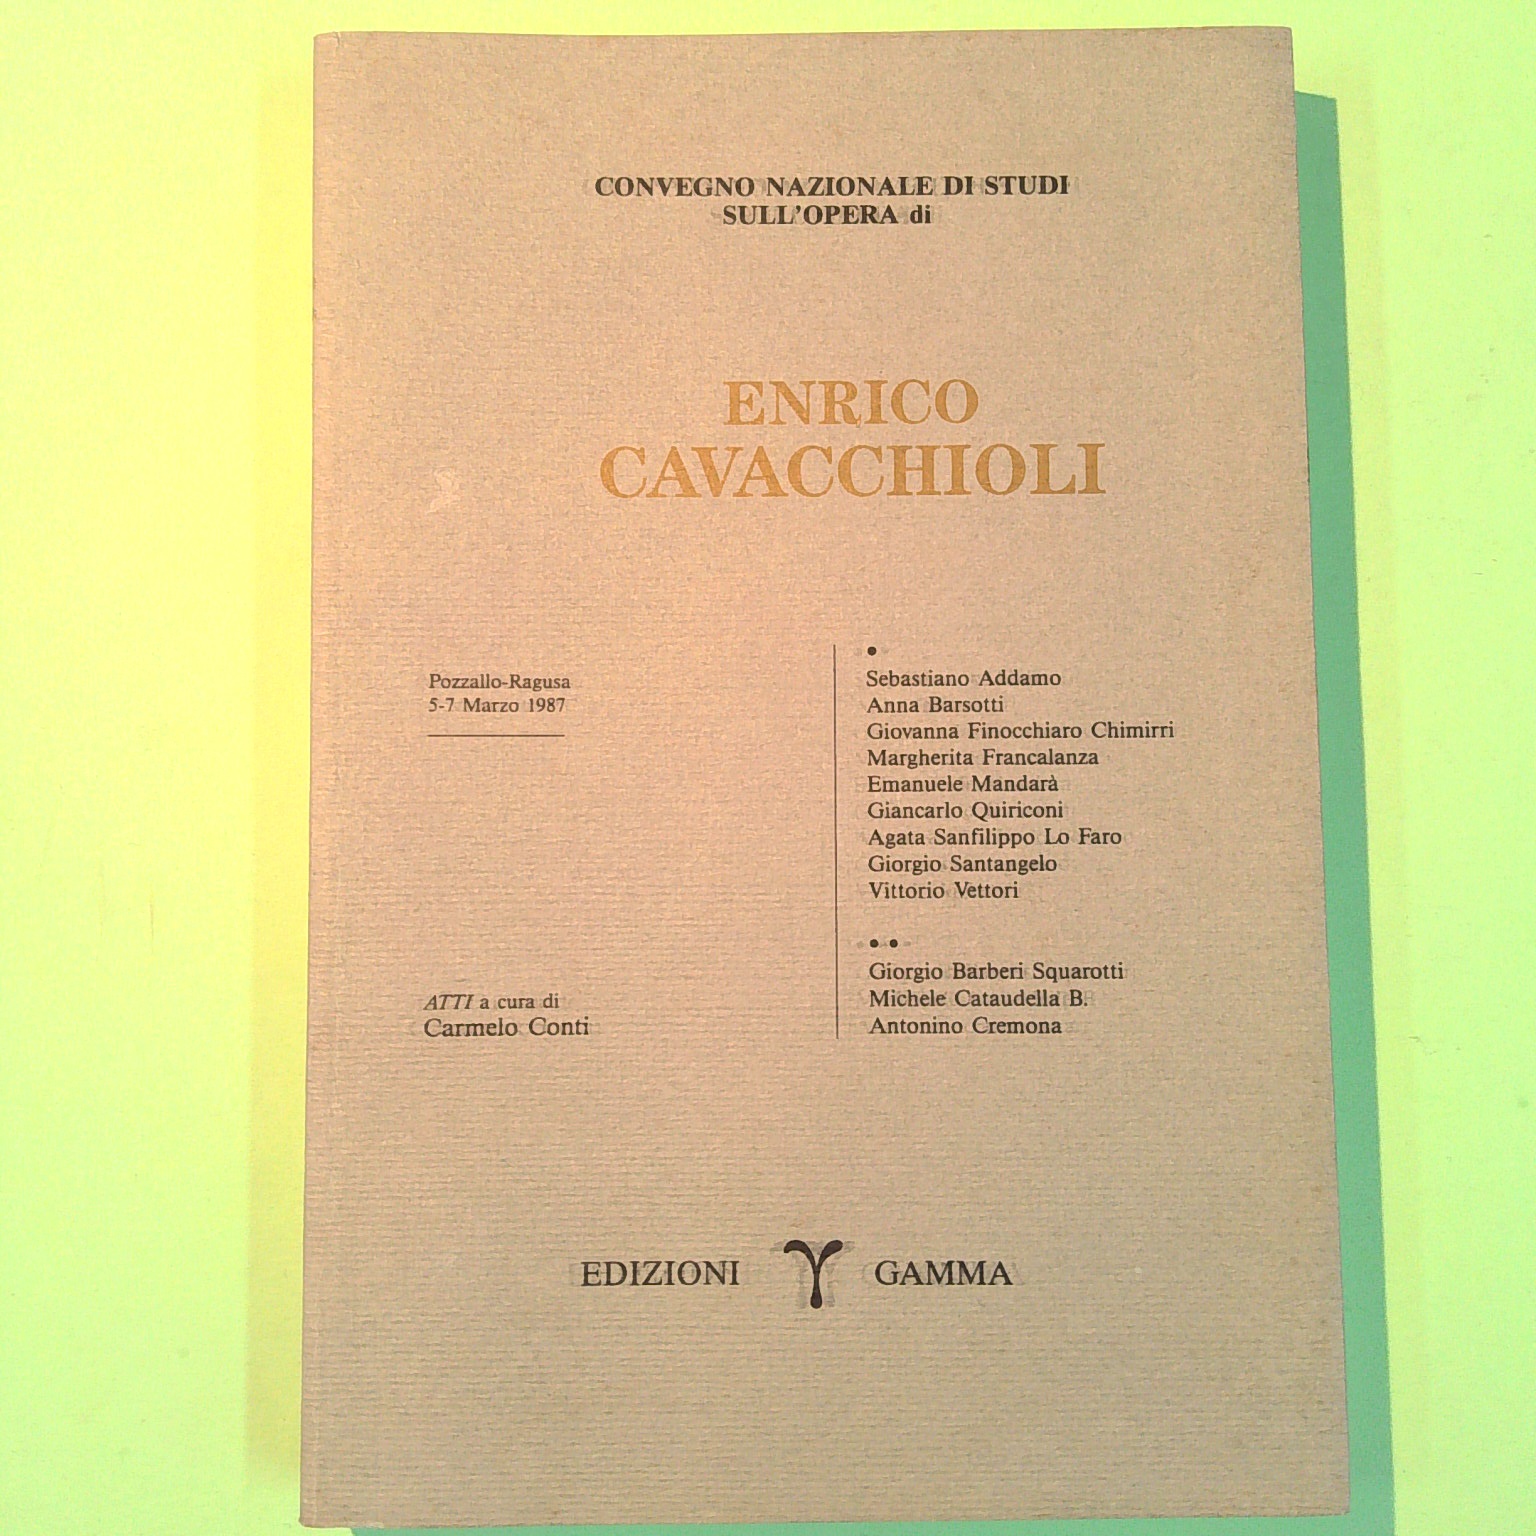 CONVEGNO NAZIONALE DI STUDI
SULL'OPERA di
ENRICO
CAVACCHIOLI
Pozzallo-Ragusa
5-7 Marzo 1987
ATTI a cura di
Carmelo Conti
•
Sebastiano Addamo
Anna Barsotti
Giovanna Finocchiaro Chimirri
Margherita Francalanza
Emanuele Mandarà
Giancarlo Quiriconi
Agata Sanfilippo Lo Faro
Giorgio Santangelo
Vittorio Vettori
• •
Giorgio Barberi Squarotti
Michele Cataudella B.
Antonino Cremona
EDIZIONI GAMMA